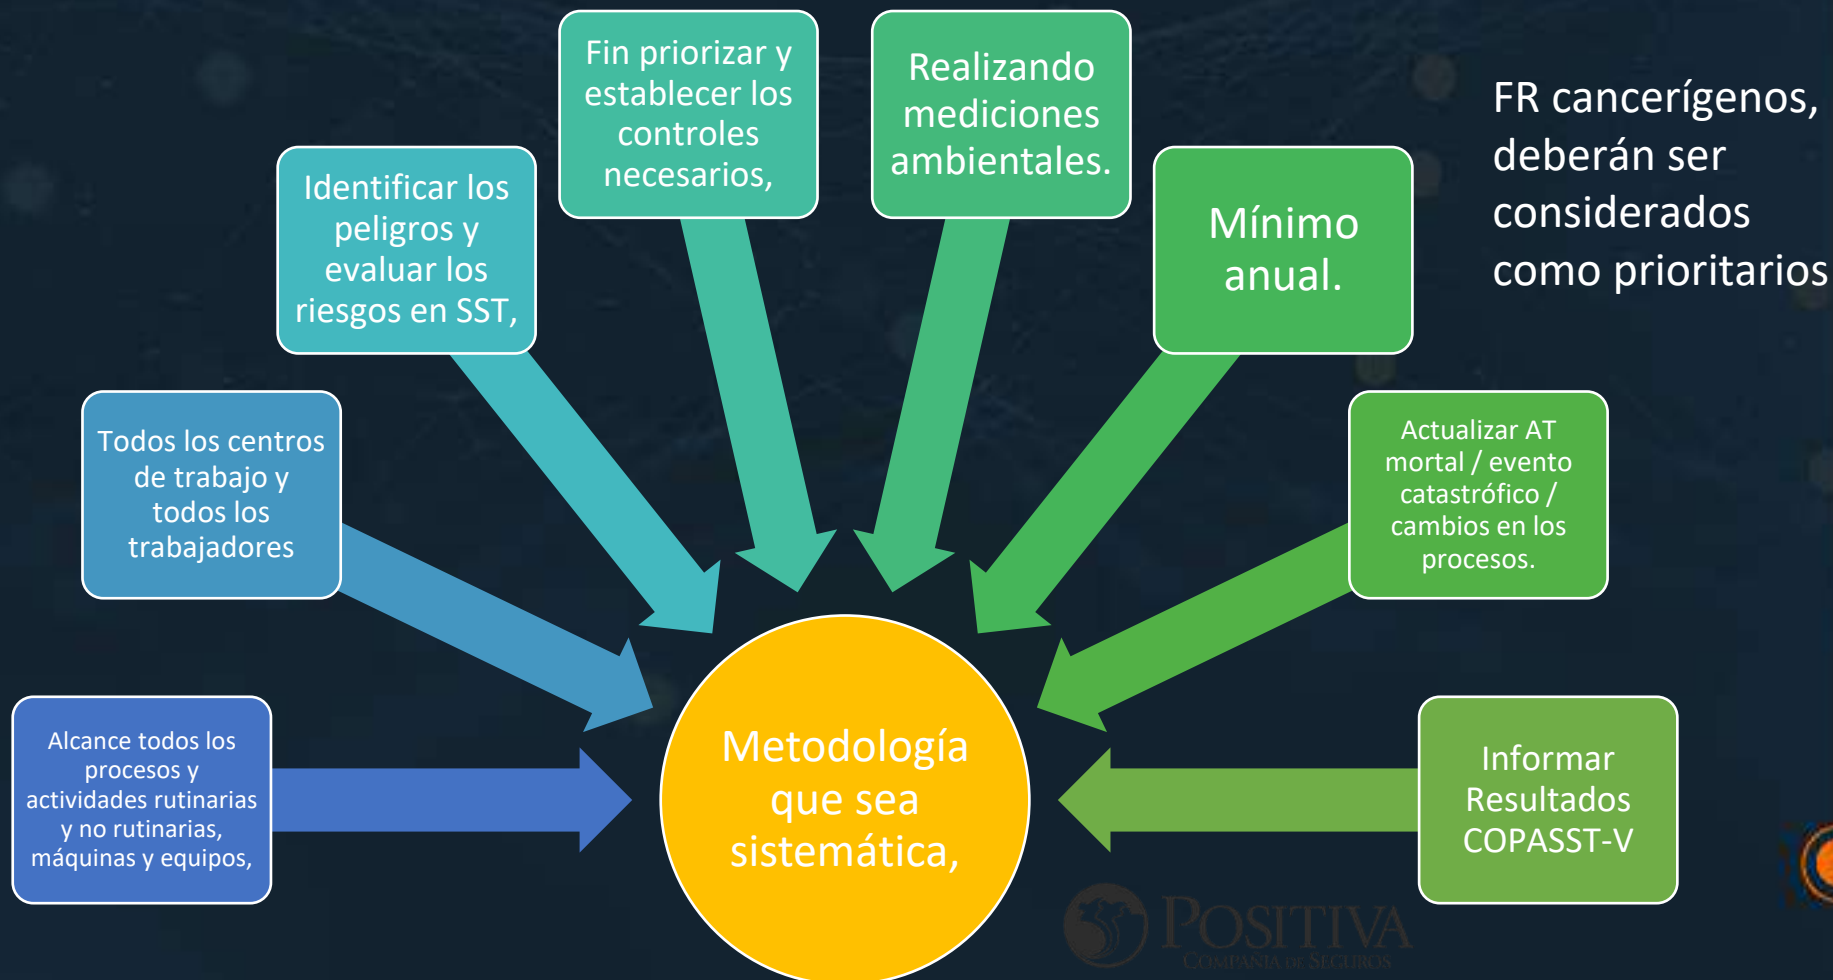 Alcance todos los
procesos y
actividades rutinarias
y no rutinarias,
máquinas y equipos,
Todos los centros
de trabajo y
todos los
trabajadores
Identificar los
peligros y
evaluar los
riesgos en SST,
Fin priorizar y
establecer los
controles
necesarios,
Realizando
mediciones
ambientales.
Mínimo
anual.
Actualizar AT
mortal / evento
catastrófico /
cambios en los
procesos.
Informar
Resultados
COPASST-V
Metodología
que sea
sistemática,
FR cancerígenos,
deberán ser
considerados
como prioritarios
POSITIVA
COMPAÑIA DE SEGUROS